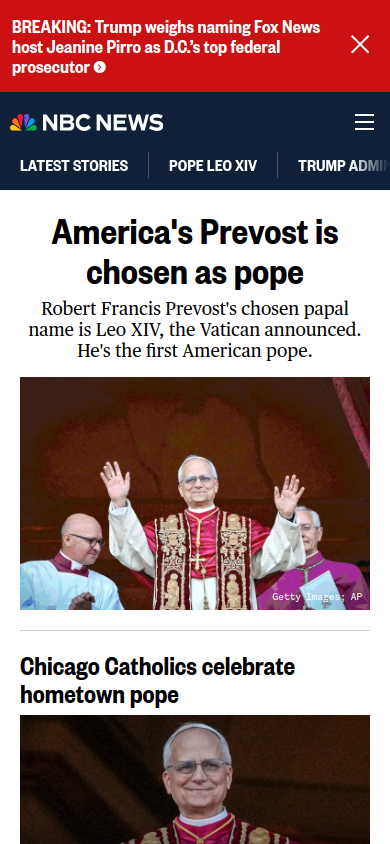 BREAKING: Trump weighs naming Fox News
host Jeanine Pirro as D.C.'s top federal
prosecutor
NBC NEWS
LATEST STORIES
POPE LEO XIV
TRUMP ADMIN
America's Prevost is
chosen as pope
Robert Francis Prevost's chosen papal
name is Leo XIV, the Vatican announced.
He's the first American pope.
Getty Images; AP
Chicago Catholics celebrate
hometown pope